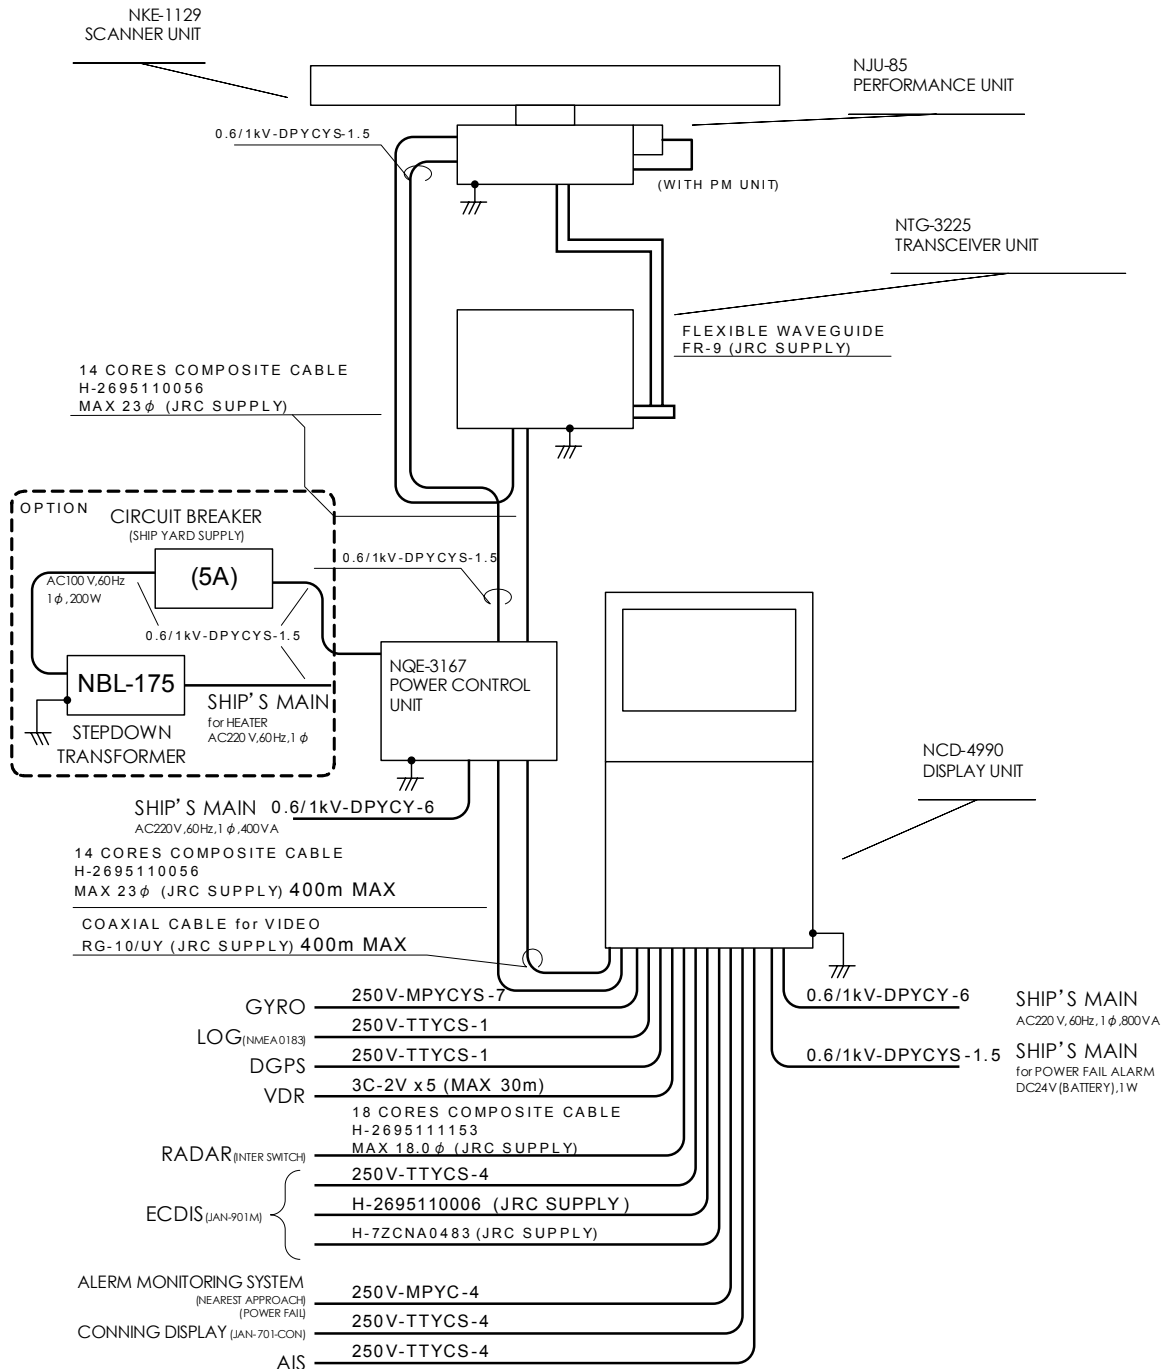 NKE-1129
SCANNER UNIT
NJU-85
PERFORMANCE UNIT
0.6/1kV-DPYCYS-1.5
(WITH PM UNIT)
NTG-3225
TRANSCEIVER UNIT
FLEXIBLE WAVEGUIDE
FR-9 (JRC SUPPLY)
14 CORES COMPOSITE CABLE
H-2695110056
MAX 23φ (JRC SUPPLY)
OPTION
CIRCUIT BREAKER
(SHIP YARD SUPPLY)
(5A)
AC100V,60Hz
1φ,200W
0.6/1kV-DPYCYS-1.5
0.6/1kV-DPYCYS-1.5
NBL-175
STEPDOWN
TRANSFORMER
SHIP'S MAIN
for HEATER
AC220V,60Hz,1φ
NQE-3167
POWER CONTROL
UNIT
NCD-4990
DISPLAY UNIT
SHIP'S MAIN 0.6/1kV-DPYCY-6
AC220V,60Hz,1φ,400VA
14 CORES COMPOSITE CABLE
H-2695110056
MAX 23φ (JRC SUPPLY) 400m MAX
COAXIAL CABLE for VIDEO
RG-10/UY (JRC SUPPLY) 400m MAX
GYRO 250V-MPYCYS-7
LOG(NMEA0183) 250V-TTYCS-1
DGPS 250V-TTYCS-1
VDR 3C-2V x5 (MAX 30m)
18 CORES COMPOSITE CABLE
H-2695111153
RADAR(INTER SWITCH) MAX 18.0φ (JRC SUPPLY)
0.6/1kV-DPYCY-6 SHIP'S MAIN
AC220V,60Hz,1φ,800VA
0.6/1kV-DPYCYS-1.5 SHIP'S MAIN
for POWER FAIL ALARM
DC24V(BATTERY),1W
250V-TTYCS-4
ECDIS(JAN-901M) H-2695110006 (JRC SUPPLY)
H-7ZCNA0483 (JRC SUPPLY)
ALERM MONITORING SYSTEM 250V-MPYC-4
(NEAREST APPROACH)
(POWER FAIL)
CONNING DISPLAY (JAN-701-CON) 250V-TTYCS-4
AIS 250V-TTYCS-4